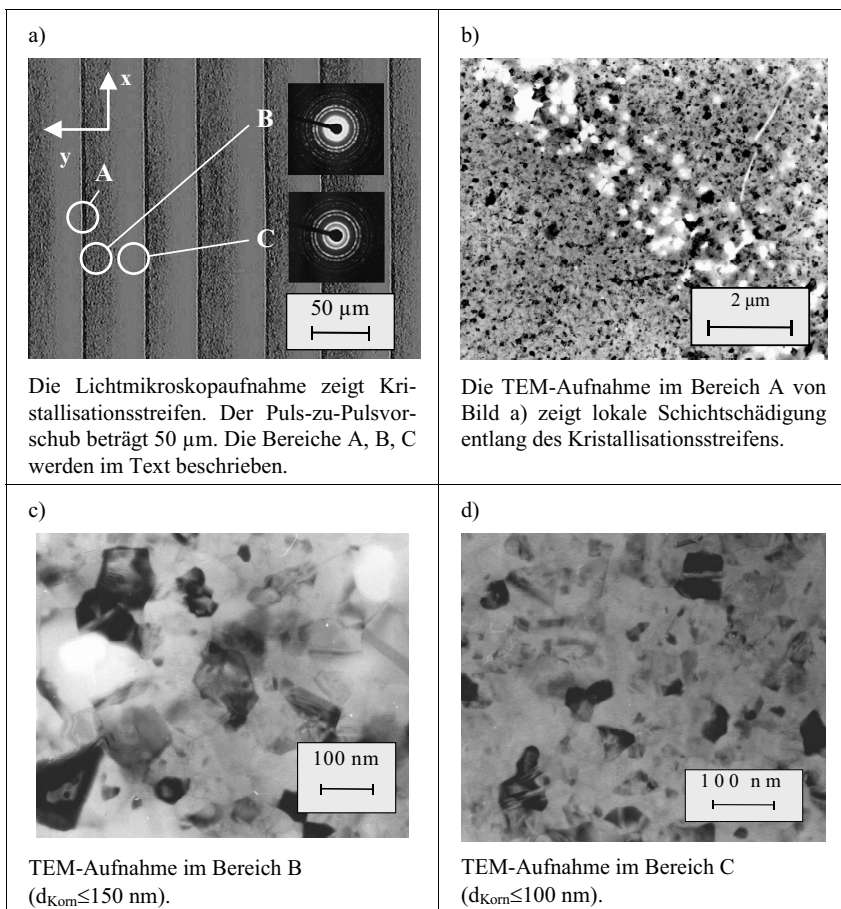 a)
x
y
A
B
C
50 µm
Die Lichtmikroskopaufnahme zeigt Kri-
stallisationsstreifen. Der Puls-zu-Pulsvor-
schub beträgt 50 µm. Die Bereiche A, B, C
werden im Text beschrieben.
b)
2 µm
Die TEM-Aufnahme im Bereich A von
Bild a) zeigt lokale Schichtschädigung
entlang des Kristallisationsstreifens.
c)
100 nm
TEM-Aufnahme im Bereich B
(dKorn≤150 nm).
d)
100 nm
TEM-Aufnahme im Bereich C
(dKorn≤100 nm).